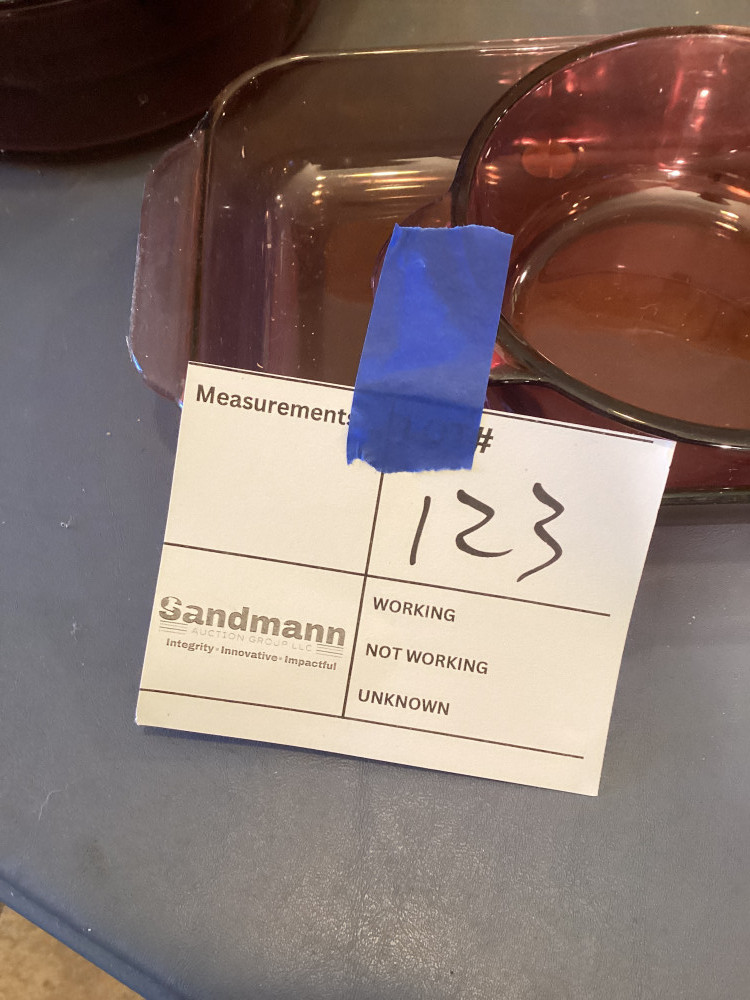 Measurements
#
123
Sandmann
AUCTION GROUP LLC
Integrity • Innovative • Impactful
WORKING
NOT WORKING
UNKNOWN